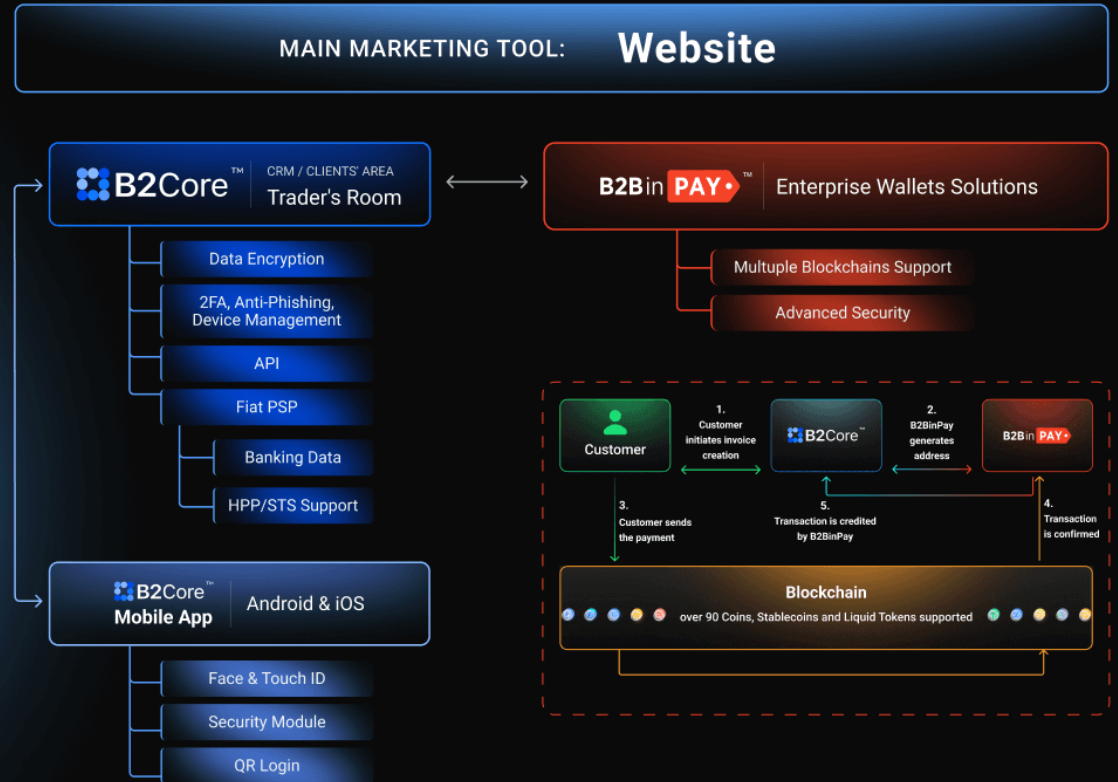 MAIN MARKETING TOOL: Website
B2Core™
CRM / CLIENTS' AREA
Trader's Room
Data Encryption
2FA, Anti-Phishing,
Device Management
API
Fiat PSP
Banking Data
HPP/STS Support
B2Core™
Mobile App
Android & iOS
Face & Touch ID
Security Module
QR Login
B2BinPAY™
Enterprise Wallets Solutions
Multuple Blockchains Support
Advanced Security
Customer
1.
Customer
initiates invoice
creation
B2Core™
2.
B2BinPay
generates
address
B2BinPAY
3.
Customer sends
the payment
5.
Transaction is credited
by B2BinPay
4.
Transaction
is confirmed
Blockchain
over 90 Coins, Stablecoins and Liquid Tokens supported